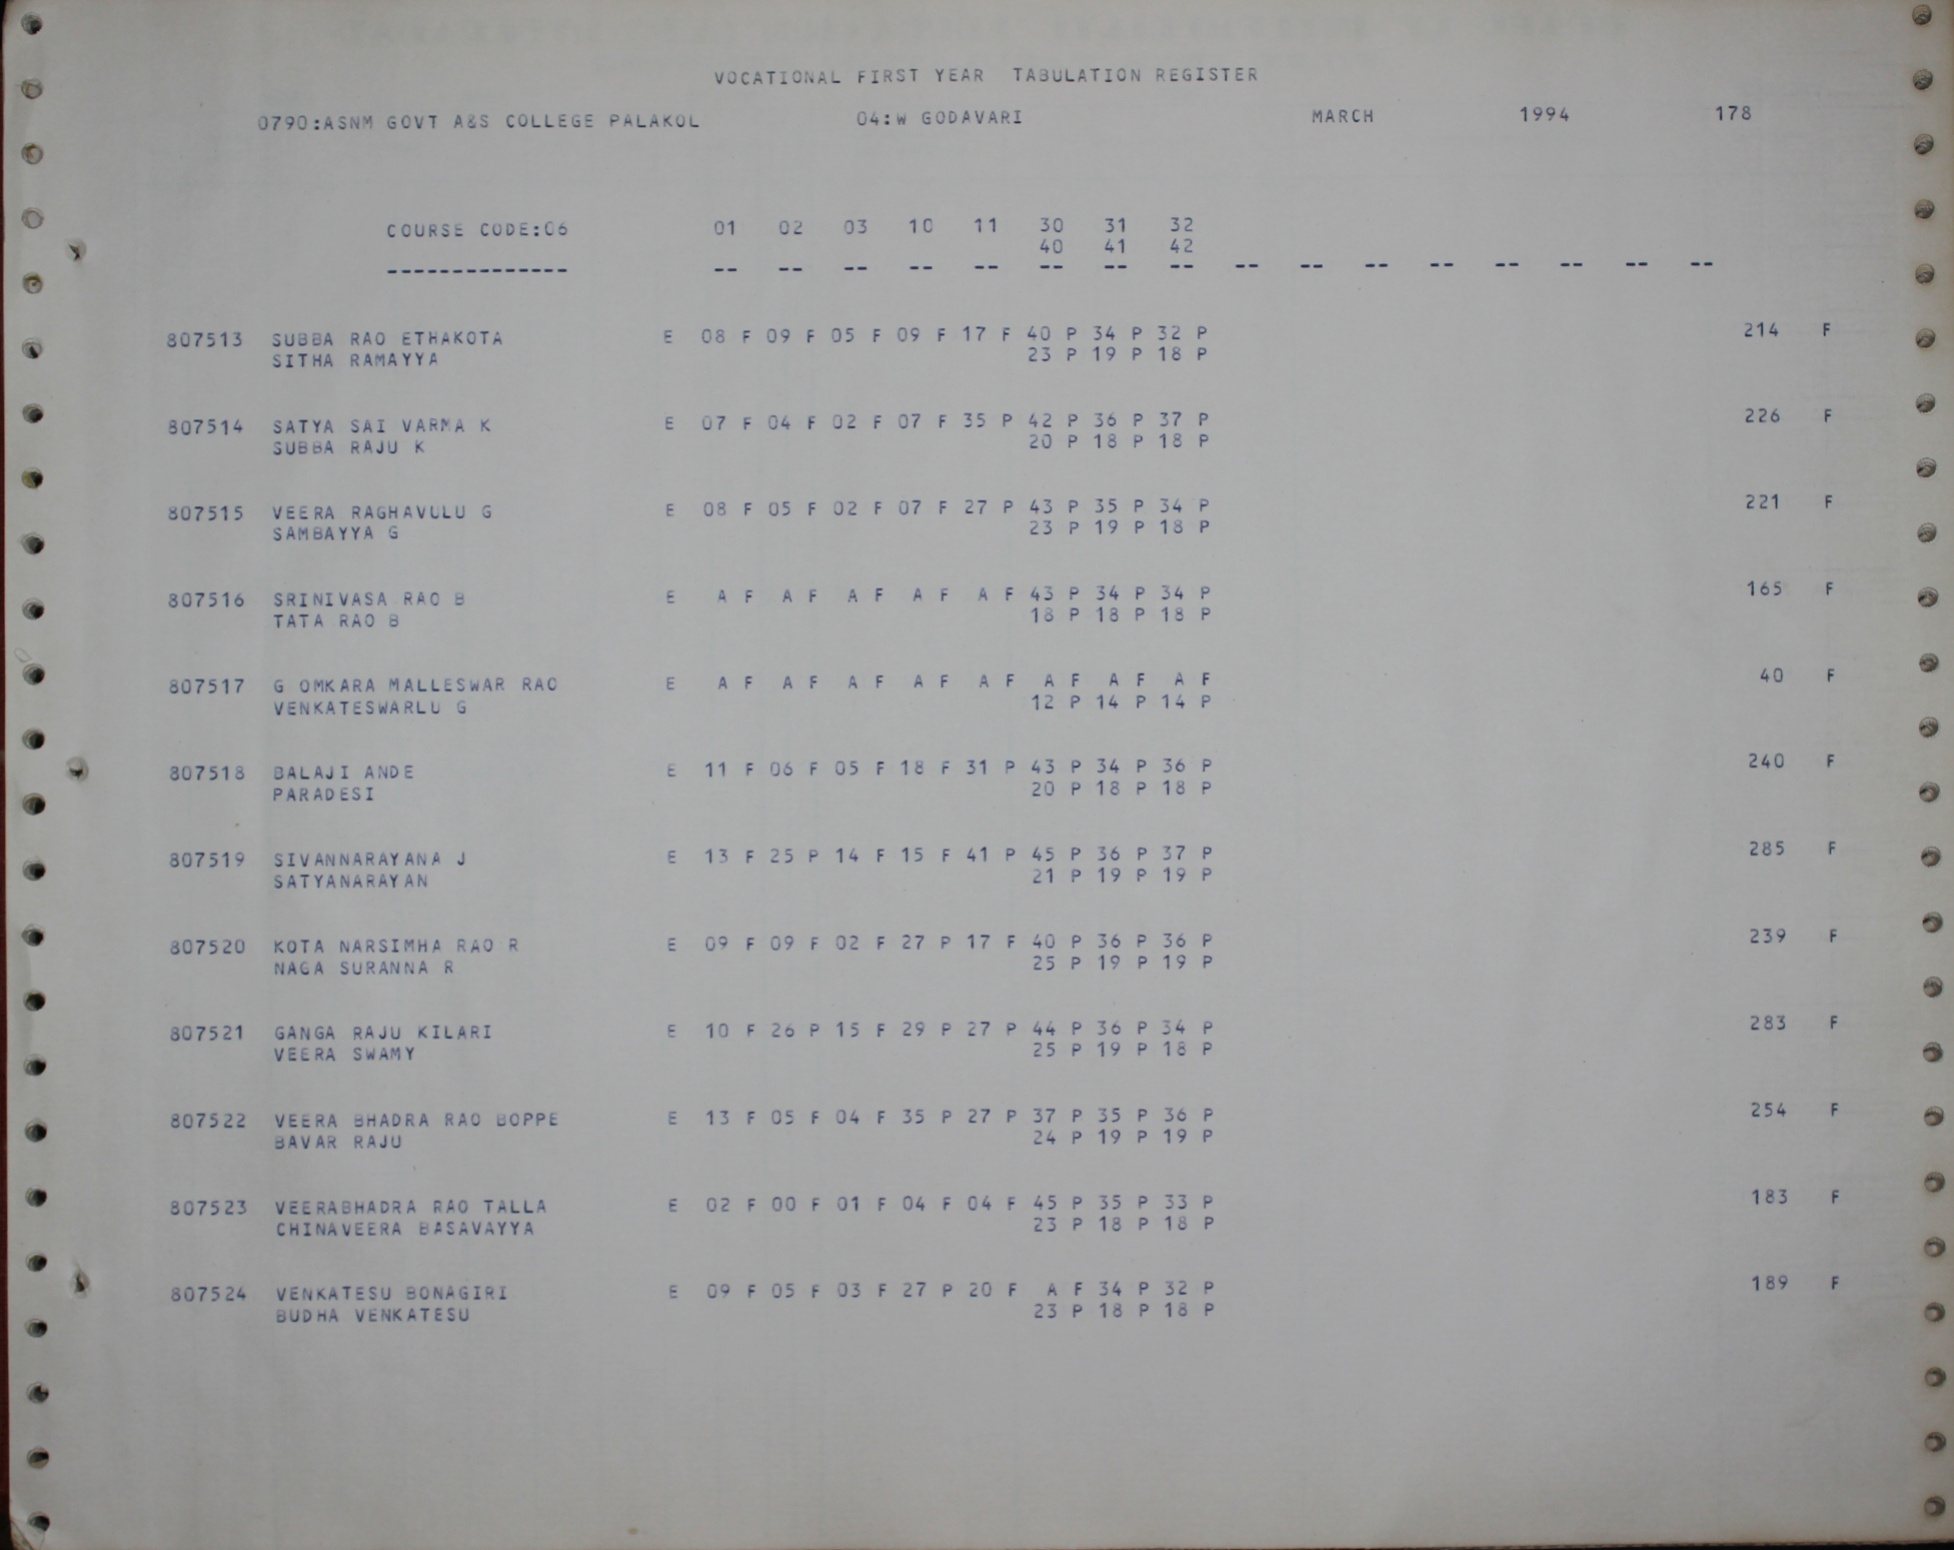 VOCATIONAL FIRST YEAR TABULATION REGISTER
0790:ASNM GOVT A&S COLLEGE PALAKOL 04:W GODAVARI MARCH 1994 178
COURSE CODE:06 01 02 03 10 11 30 31 32
40 41 42
-------------- -- -- -- -- -- -- -- -- -- -- -- -- -- -- -- --
807513 SUBBA RAO ETHAKOTA E 08 F 09 F 05 F 09 F 17 F 40 P 34 P 32 P 214 F
SITHA RAMAYYA 23 P 19 P 18 P
807514 SATYA SAI VARMA K E 07 F 04 F 02 F 07 F 35 P 42 P 36 P 37 P 226 F
SUBBA RAJU K 20 P 18 P 18 P
807515 VEERA RAGHAVULU G E 08 F 05 F 02 F 07 F 27 P 43 P 35 P 34 P 221 F
SAMBAYYA G 23 P 19 P 18 P
807516 SRINIVASA RAO B E A F A F A F A F A F 43 P 34 P 34 P 165 F
TATA RAO B 18 P 18 P 18 P
807517 G OMKARA MALLESWAR RAO E A F A F A F A F A F A F A F A F 40 F
VENKATESWARLU G 12 P 14 P 14 P
807518 BALAJI ANDE E 11 F 06 F 05 F 18 F 31 P 43 P 34 P 36 P 240 F
PARADESI 20 P 18 P 18 P
807519 SIVANNARAYANA J E 13 F 25 P 14 F 15 F 41 P 45 P 36 P 37 P 285 F
SATYANARAYAN 21 P 19 P 19 P
807520 KOTA NARSIMHA RAO R E 09 F 09 F 02 F 27 P 17 F 40 P 36 P 36 P 239 F
NAGA SURANNA R 25 P 19 P 19 P
807521 GANGA RAJU KILARI E 10 F 26 P 15 F 29 P 27 P 44 P 36 P 34 P 283 F
VEERA SWAMY 25 P 19 P 18 P
807522 VEERA BHADRA RAO BOPPE E 13 F 05 F 04 F 35 P 27 P 37 P 35 P 36 P 254 F
BAVAR RAJU 24 P 19 P 19 P
807523 VEERABHADRA RAO TALLA E 02 F 00 F 01 F 04 F 04 F 45 P 35 P 33 P 183 F
CHINAVEERA BASAVAYYA 23 P 18 P 18 P
807524 VENKATESU BONAGIRI E 09 F 05 F 03 F 27 P 20 F A F 34 P 32 P 189 F
BUDHA VENKATESU 23 P 18 P 18 P